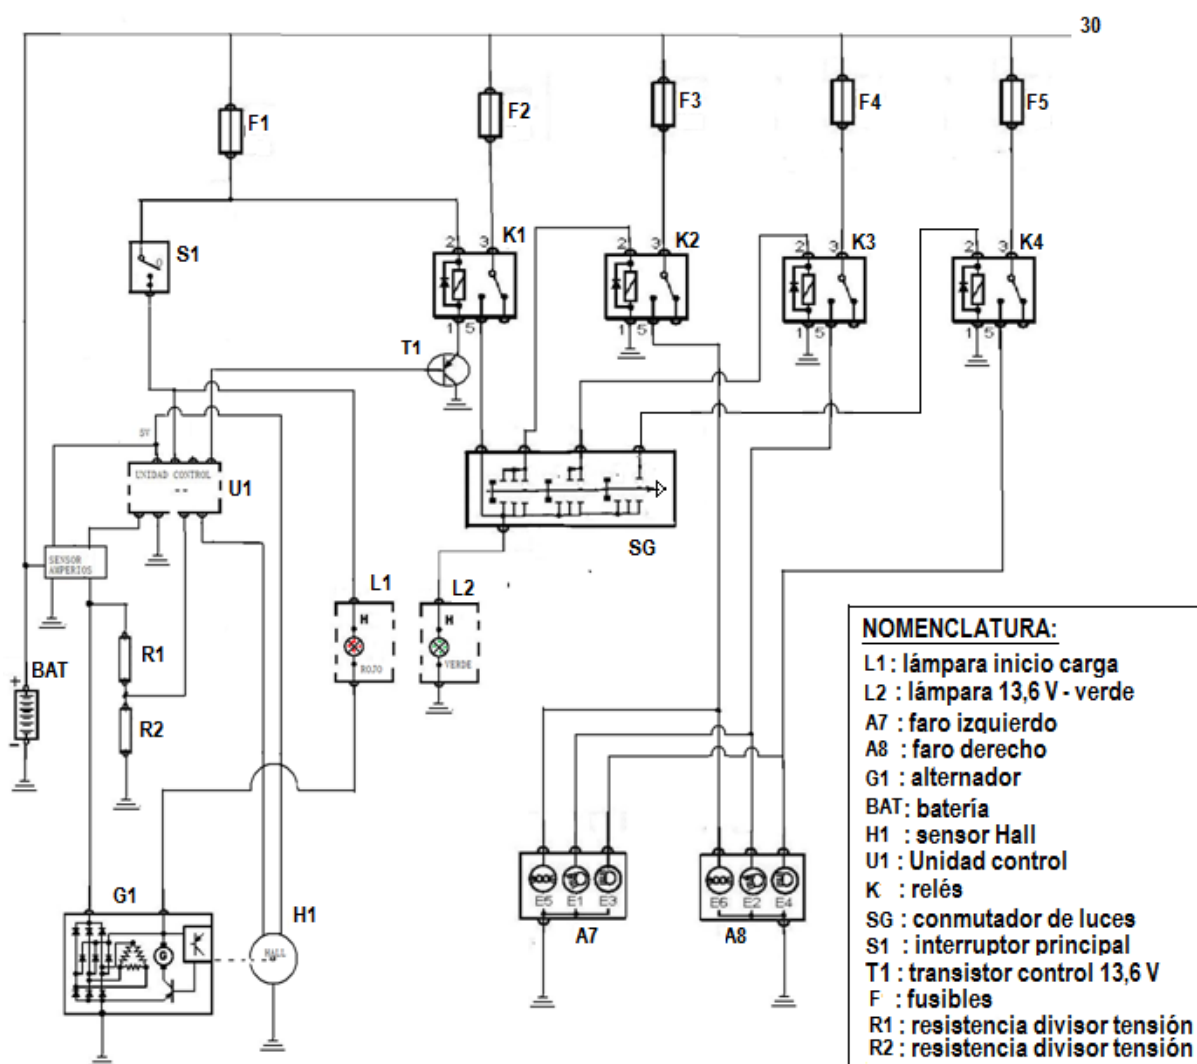 30
F1
F2
F3
F4
F5
S1
0
2 3 K1
2 3 K2
2 3 K3
2 3 K4
1 5
1 5
1 5
1 5
T1
5V
UNIDAD CONTROL
--
U1
SENSOR
AMPERIOS
SG
L1
H
ROJO
L2
H
VERDE
BAT
+
-
R1
R2
G1
G
H1
HALL
E5 E1 E3
A7
E6 E2 E4
A8
NOMENCLATURA:
L1 : lámpara inicio carga
L2 : lámpara 13,6 V - verde
A7 : faro izquierdo
A8 : faro derecho
G1 : alternador
BAT : batería
H1 : sensor Hall
U1 : Unidad control
K : relés
SG : conmutador de luces
S1 : interruptor principal
T1 : transistor control 13,6 V
F : fusibles
R1 : resistencia divisor tensión
R2 : resistencia divisor tensión